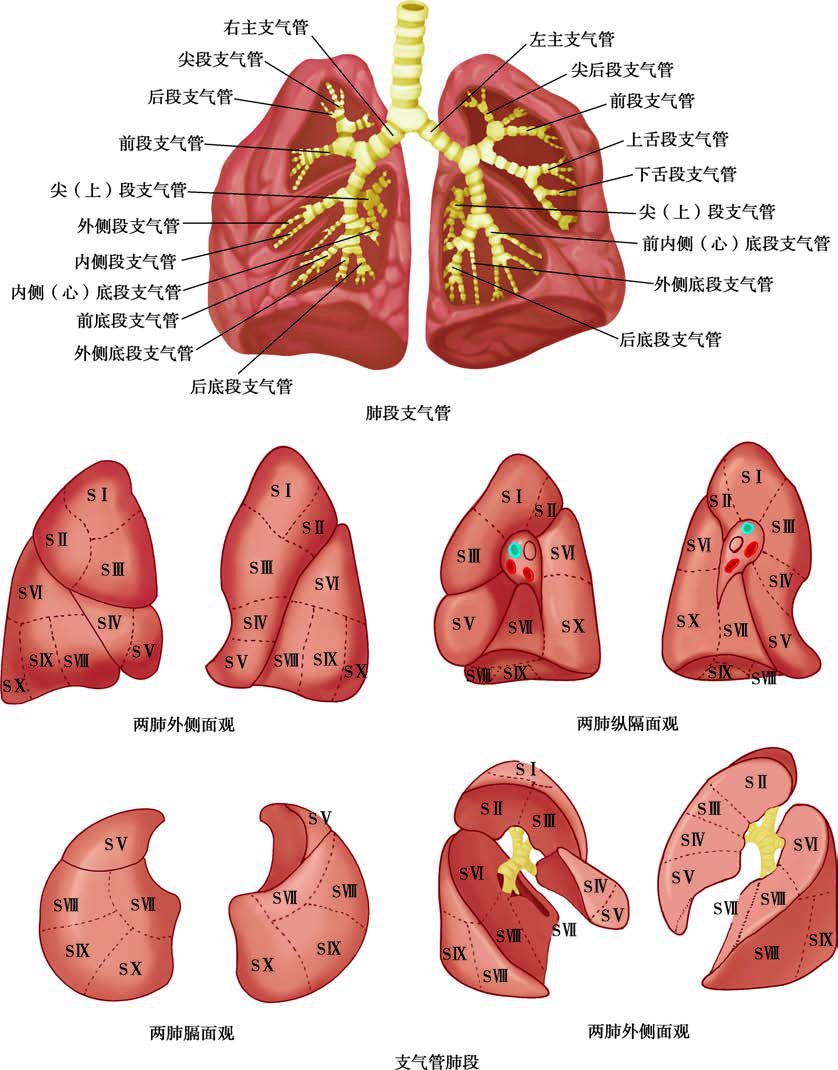 右主支气管
尖段支气管
后段支气管
前段支气管
尖（上）段支气管
外侧段支气管
内侧段支气管
内侧（心）底段支气管
前底段支气管
外侧底段支气管
后底段支气管
左主支气管
尖后段支气管
前段支气管
上舌段支气管
下舌段支气管
尖（上）段支气管
前内侧（心）底段支气管
外侧底段支气管
后底段支气管
肺段支气管
SⅠ
SⅡ
SⅢ
SⅥ
SⅣ
SⅤ
SⅨ
SⅧ
SⅩ
SⅠ
SⅡ
SⅢ
SⅥ
SⅣ
SⅤ
SⅧ
SⅨ
SⅩ
两肺外侧面观
SⅠ
SⅡ
SⅢ
SⅥ
SⅤ
SⅦ
SⅩ
SⅧ
SⅨ
SⅠ
SⅡ
SⅢ
SⅥ
SⅣ
SⅩ
SⅦ
SⅤ
SⅨ
SⅧ
两肺纵隔面观
SⅤ
SⅧ
SⅦ
SⅨ
SⅩ
SⅤ
SⅦ
SⅧ
SⅨ
SⅩ
两肺膈面观
SⅠ
SⅡ
SⅢ
SⅥ
SⅣ
SⅤ
SⅦ
SⅧ
SⅨ
SⅧ
SⅡ
SⅢ
SⅣ
SⅥ
SⅤ
SⅧ
SⅦ
SⅨ
SⅧ
两肺外侧面观
支气管肺段